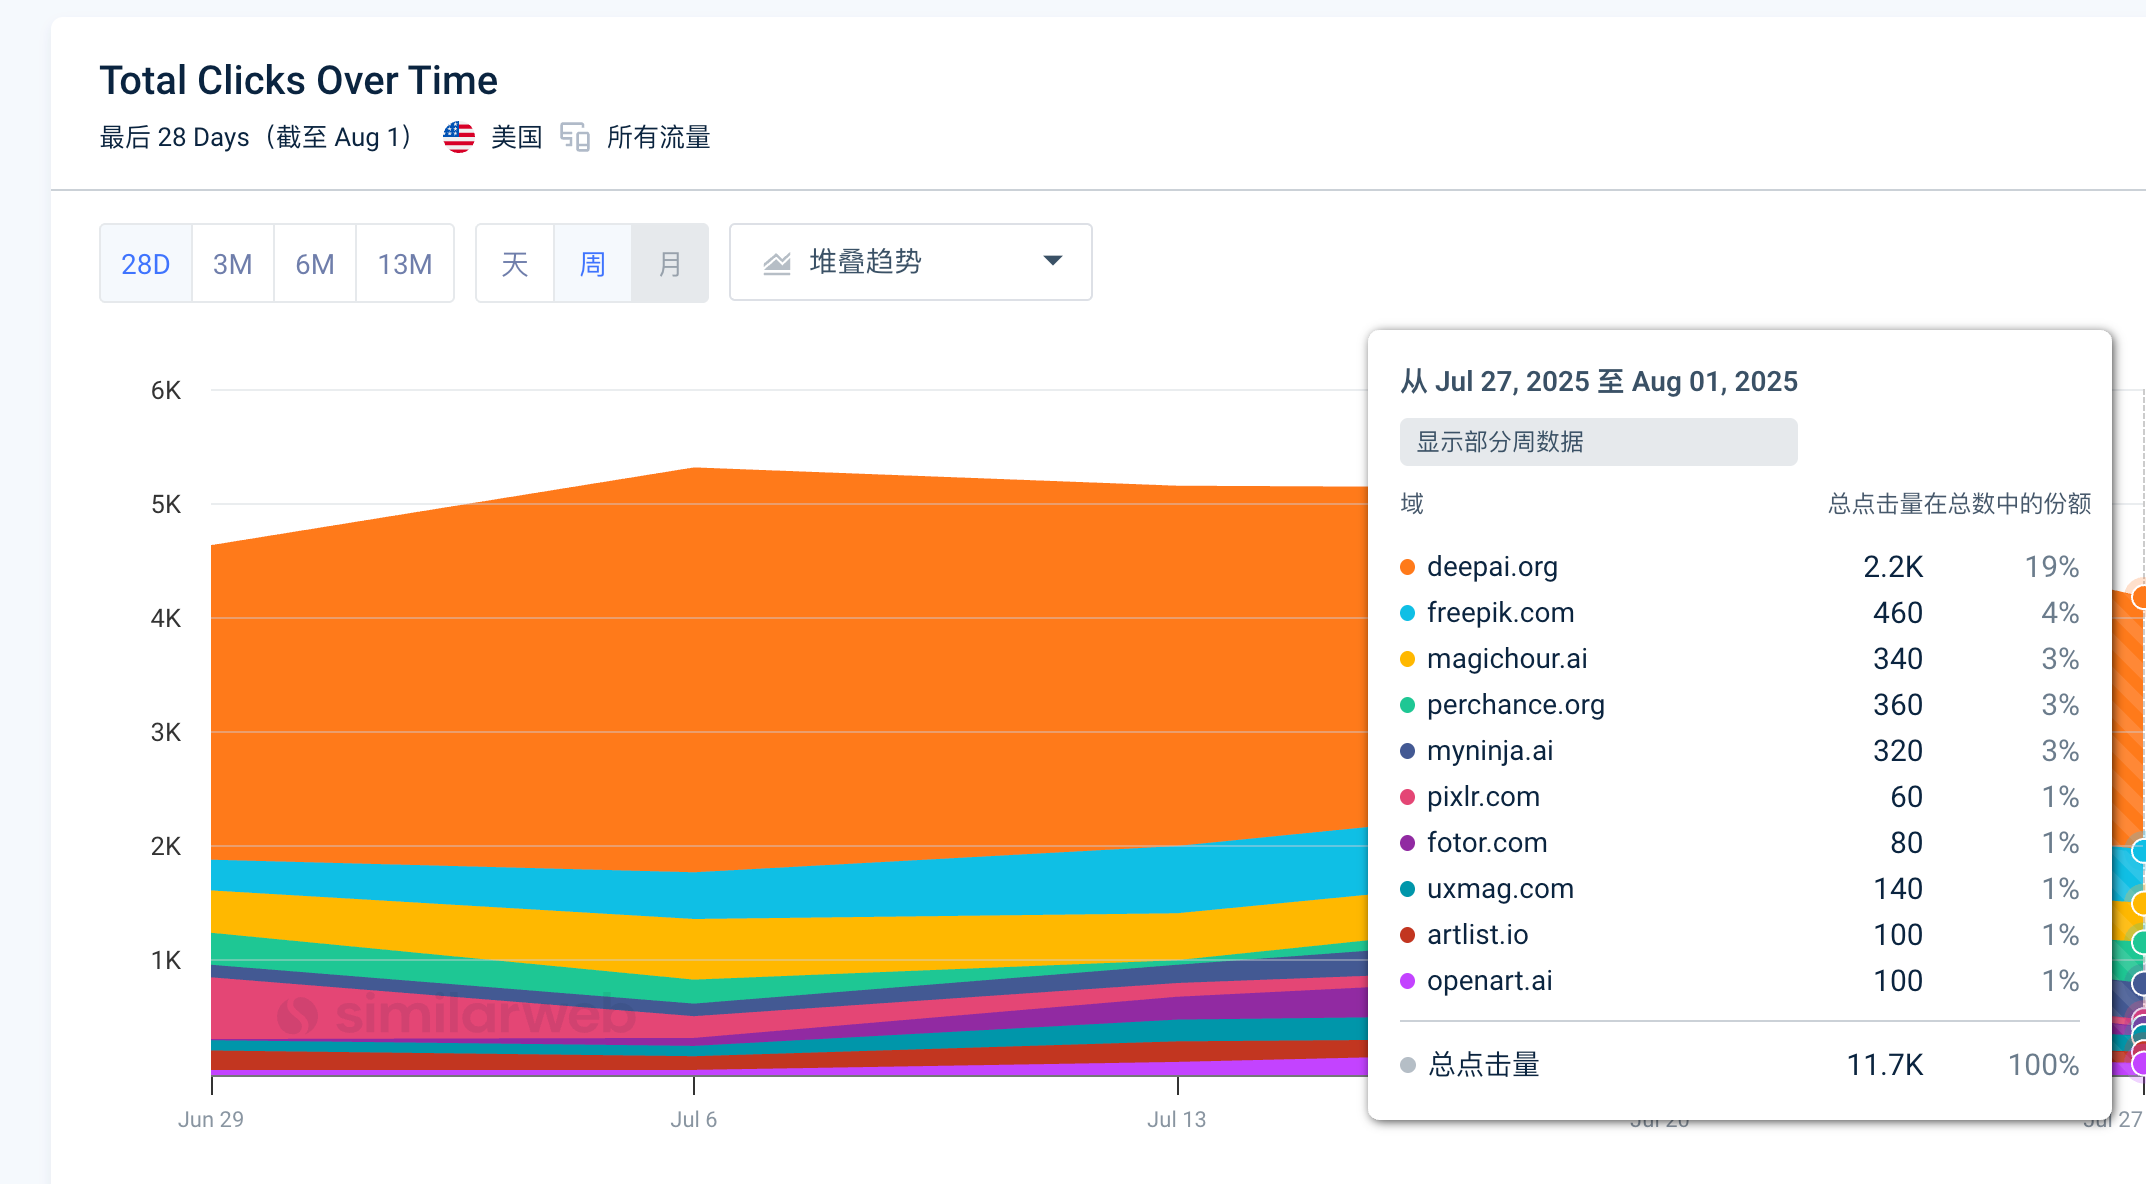 Total Clicks Over Time
最后 28 Days（截至 Aug 1） 美国 所有流量
28D 3M 6M 13M 天 周 月 堆叠趋势
6K
5K
4K
3K
2K
1K
similarweb
Jun 29 Jul 6 Jul 13 Jul 20 Jul 27
从 Jul 27, 2025 至 Aug 01, 2025
显示部分周数据
域 总点击量在总数中的份额
deepai.org 2.2K 19%
freepik.com 460 4%
magichour.ai 340 3%
perchance.org 360 3%
myninja.ai 320 3%
pixlr.com 60 1%
fotor.com 80 1%
uxmag.com 140 1%
artlist.io 100 1%
openart.ai 100 1%
总点击量 11.7K 100%